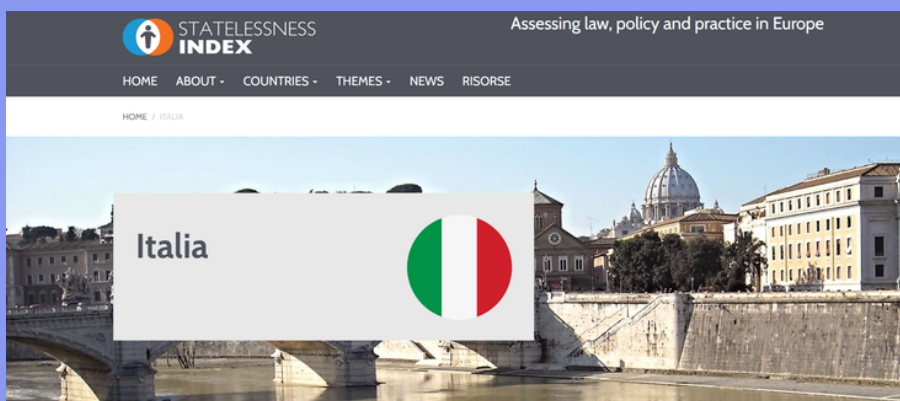 STATELESSNESS
INDEX
Assessing law, policy and practice in Europe
HOME ABOUT COUNTRIES THEMES NEWS RISORSE
HOME / ITALIA
Italia